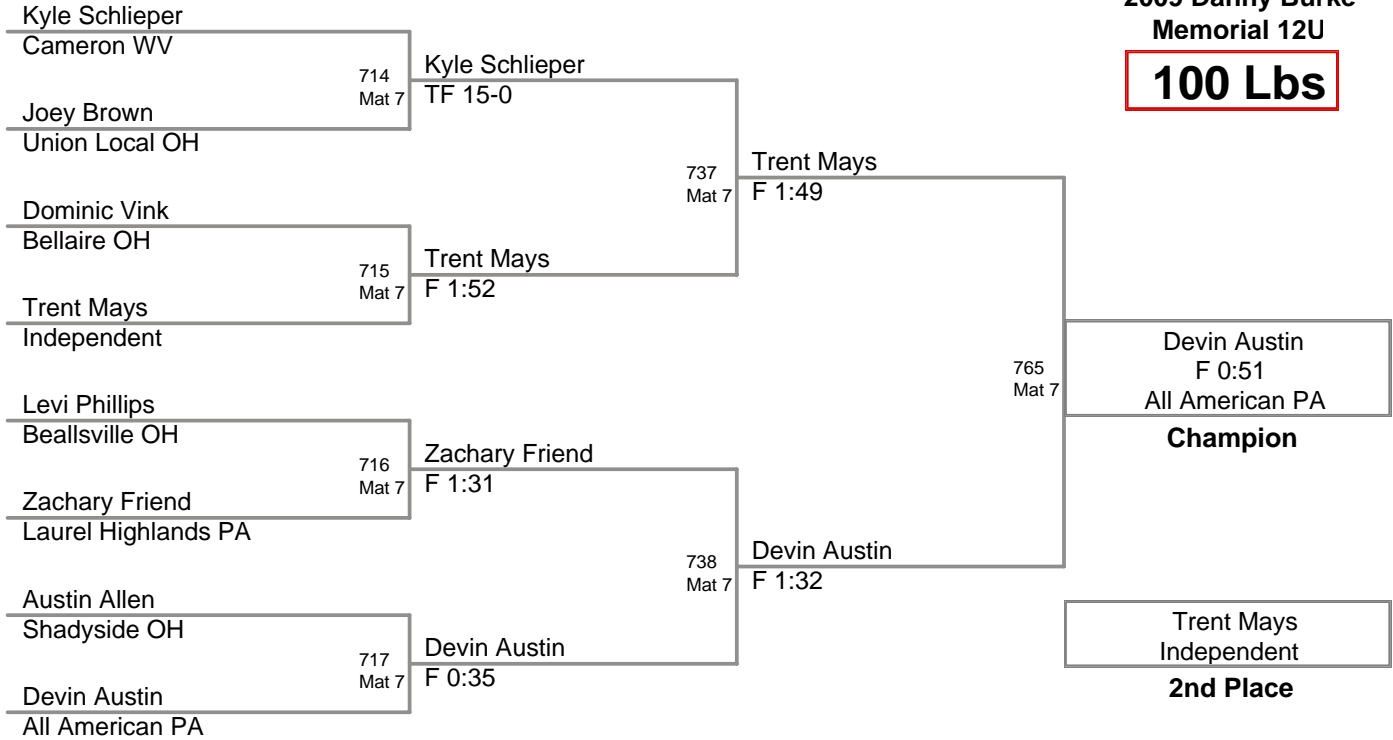 2009 Danny Burke
Memorial 12U
100 Lbs
Kyle Schlieper
Cameron WV
714
Mat 7
Joey Brown
Union Local OH
Kyle Schlieper
TF 15-0
Dominic Vink
Bellaire OH
715
Mat 7
Trent Mays
Independent
Trent Mays
F 1:52
737
Mat 7
Trent Mays
F 1:49
Levi Phillips
Beallsville OH
716
Mat 7
Zachary Friend
Laurel Highlands PA
Zachary Friend
F 1:31
Austin Allen
Shadyside OH
717
Mat 7
Devin Austin
All American PA
Devin Austin
F 0:35
738
Mat 7
Devin Austin
F 1:32
765
Mat 7
Devin Austin
F 0:51
All American PA
Champion
Trent Mays
Independent
2nd Place